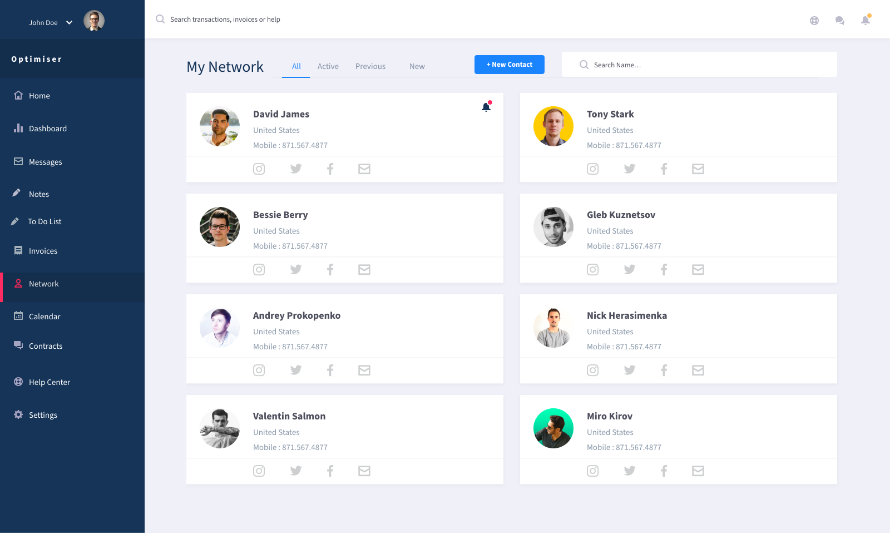 John Doe
Search transactions, invoices or help
Optimiser
Home
Dashboard
Messages
Notes
To Do List
Invoices
Network
Calendar
Contracts
Help Center
Settings
My Network
All
Active
Previous
New
+ New Contact
Search Name...
David James
United States
Mobile : 871.567.4877
Tony Stark
United States
Mobile : 871.567.4877
Bessie Berry
United States
Mobile : 871.567.4877
Gleb Kuznetsov
United States
Mobile : 871.567.4877
Andrey Prokopenko
United States
Mobile : 871.567.4877
Nick Herasimenka
United States
Mobile : 871.567.4877
Valentin Salmon
United States
Mobile : 871.567.4877
Miro Kirov
United States
Mobile : 871.567.4877